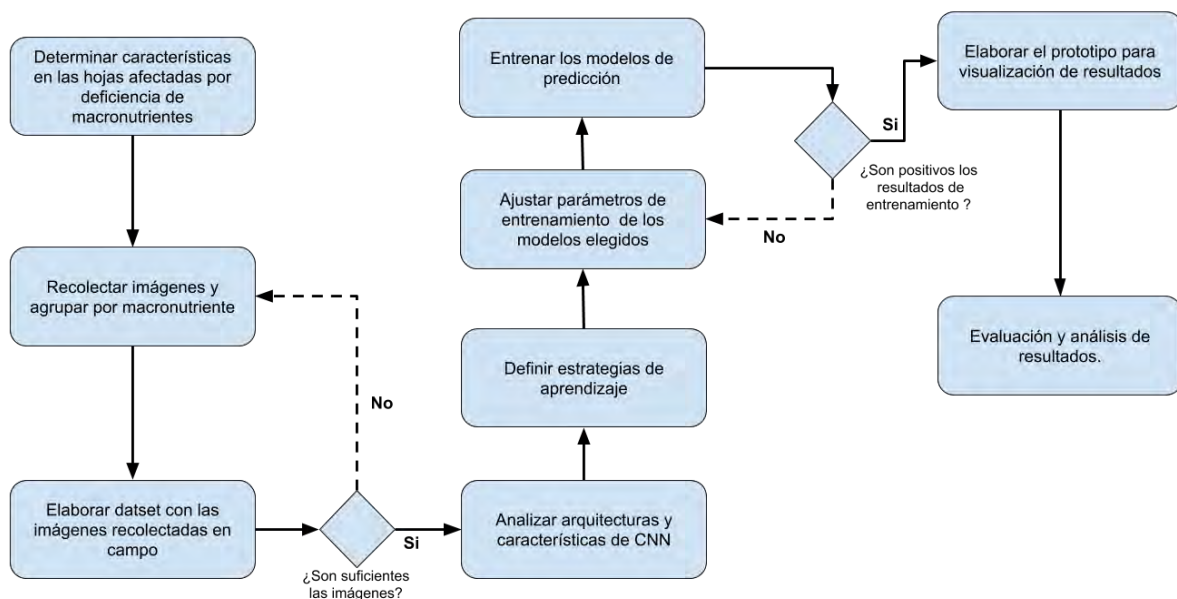 Determinar características
en las hojas afectadas por
deficiencia de
macronutrientes
Recolectar imágenes y
agrupar por macronutriente
No
Elaborar datset con las
imágenes recolectadas en
campo
Si
¿Son suficientes
las imágenes?
Analizar arquitecturas y
características de CNN
Definir estrategias de
aprendizaje
Ajustar parámetros de
entrenamiento de los
modelos elegidos
Entrenar los modelos de
predicción
Si
¿Son positivos los
resultados de
entrenamiento ?
No
Elaborar el prototipo para
visualización de resultados
Evaluación y análisis de
resultados.